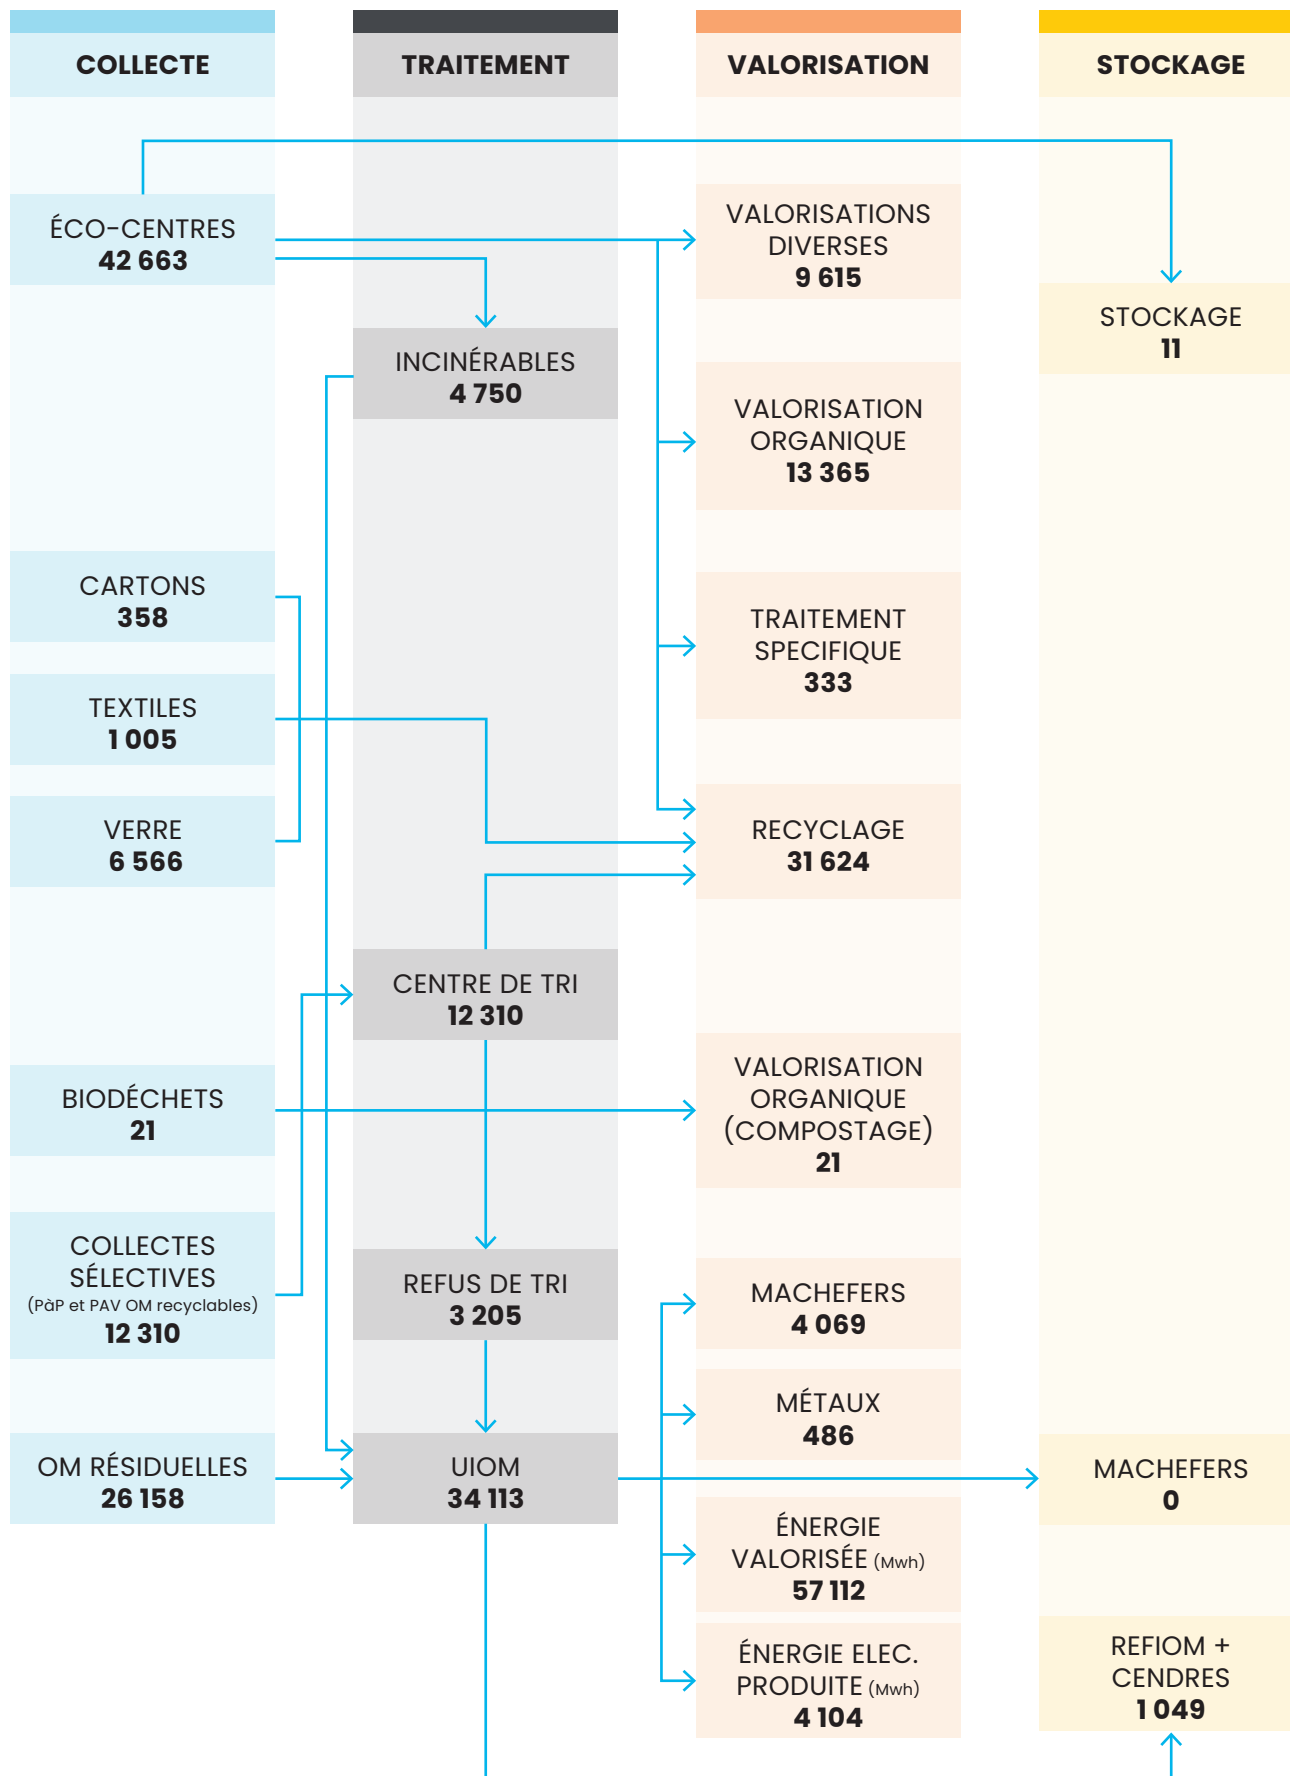 COLLECTE
TRAITEMENT
VALORISATION
STOCKAGE
ÉCO-CENTRES
42 663
CARTONS
358
TEXTILES
1 005
VERRE
6 566
BIODÉCHETS
21
COLLECTES
SÉLECTIVES
(PàP et PAV OM recyclables)
12 310
OM RÉSIDUELLES
26 158
INCINÉRABLES
4 750
CENTRE DE TRI
12 310
REFUS DE TRI
3 205
UIOM
34 113
VALORISATIONS
DIVERSES
9 615
VALORISATION
ORGANIQUE
13 365
TRAITEMENT
SPECIFIQUE
333
RECYCLAGE
31 624
VALORISATION
ORGANIQUE
(COMPOSTAGE)
21
MACHEFERS
4 069
MÉTAUX
486
ÉNERGIE
VALORISÉE (Mwh)
57 112
ÉNERGIE ELEC.
PRODUITE (Mwh)
4 104
STOCKAGE
11
MACHEFERS
0
REFIOM +
CENDRES
1 049